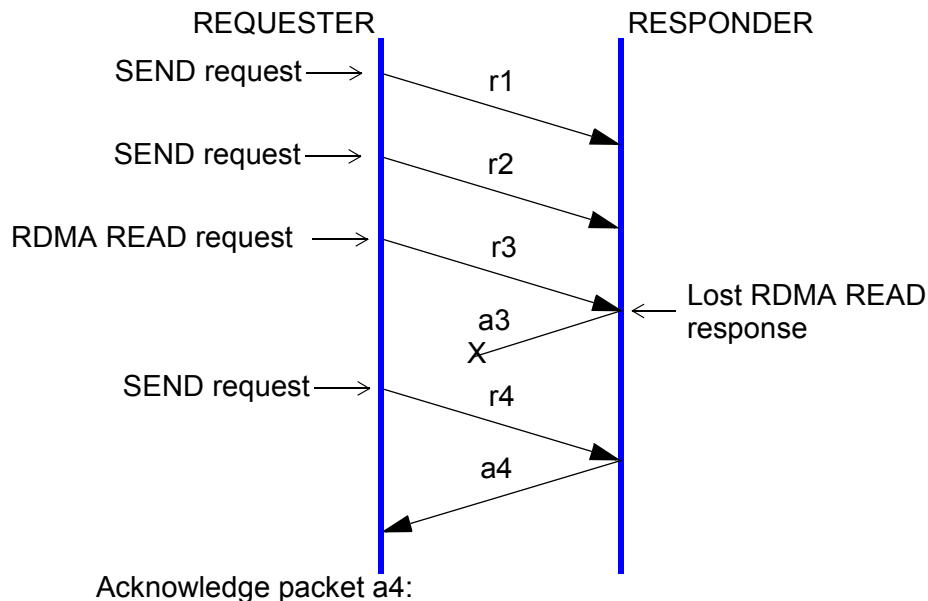 REQUESTER
RESPONDER
SEND request
r1
SEND request
r2
RDMA READ request
r3
Lost RDMA READ
response
a3
X
SEND request
r4
a4
Acknowledge packet a4: